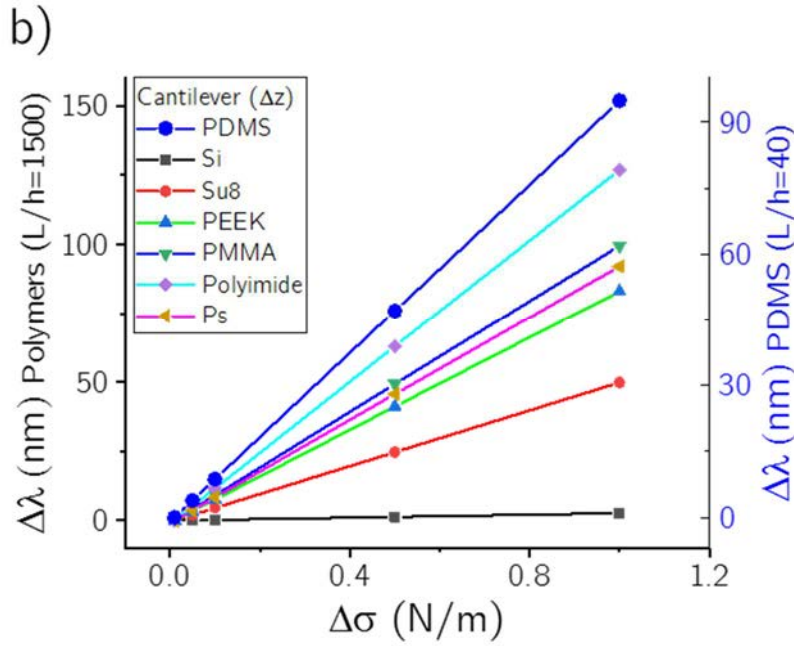 b)
Cantilever (Δz)
PDMS
Si
Su8
PEEK
PMMA
Polyimide
Ps
150
100
50
0
Δλ (nm) Polymers (L/h=1500)
90
60
30
0
Δλ (nm) PDMS (L/h=40)
0.0 0.4 0.8 1.2
Δσ (N/m)